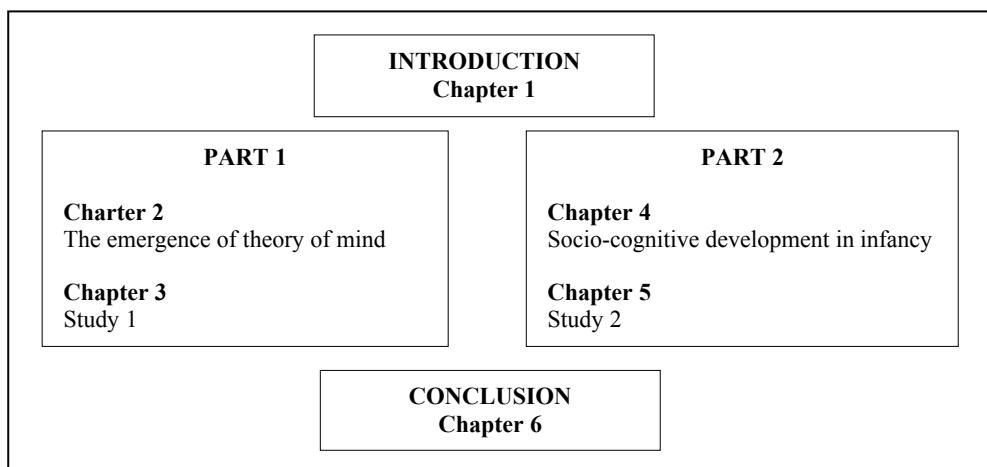 INTRODUCTION
Chapter 1
PART 1
Charter 2
The emergence of theory of mind
Chapter 3
Study 1
PART 2
Chapter 4
Socio-cognitive development in infancy
Chapter 5
Study 2
CONCLUSION
Chapter 6